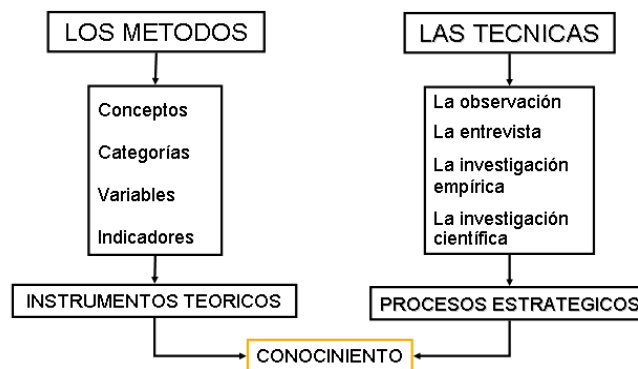 LOS METODOS
Conceptos
Categorías
Variables
Indicadores
INSTRUMENTOS TEORICOS
LAS TECNICAS
La observación
La entrevista
La investigación
empírica
La investigación
científica
PROCESOS ESTRATEGICOS
CONOCINIENTO